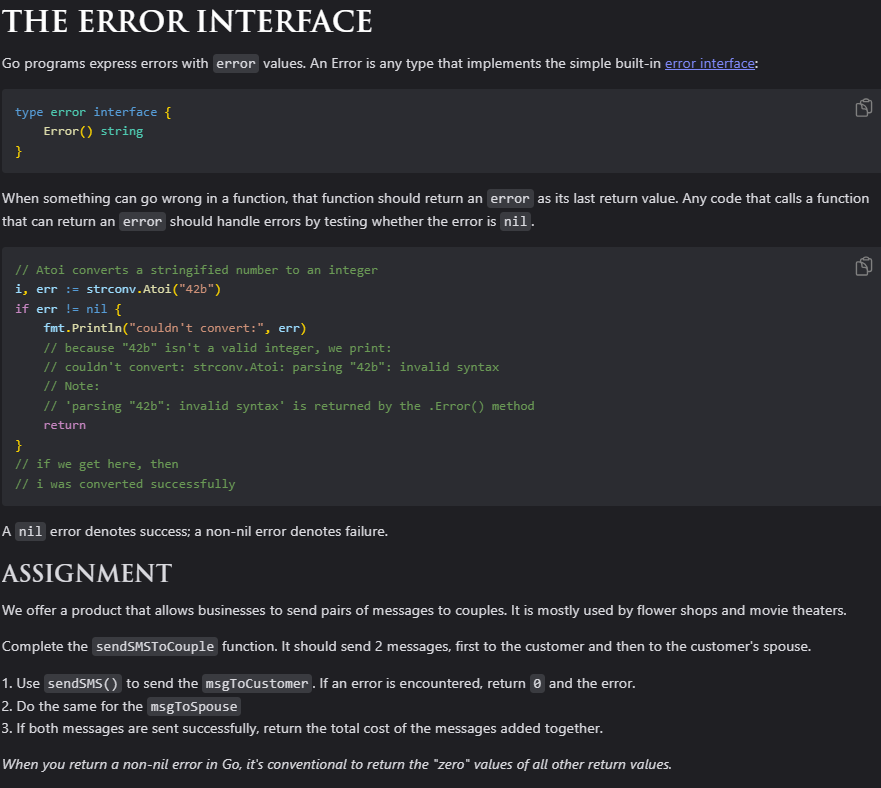 THE ERROR INTERFACE
Go programs express errors with error values. An Error is any type that implements the simple built-in error interface:
type error interface {
    Error() string
}
When something can go wrong in a function, that function should return an error as its last return value. Any code that calls a function
that can return an error should handle errors by testing whether the error is nil.
// Atoi converts a stringified number to an integer
i, err := strconv.Atoi("42b")
if err != nil {
    fmt.Println("couldn't convert:", err)
    // because "42b" isn't a valid integer, we print:
    // couldn't convert: strconv.Atoi: parsing "42b": invalid syntax
    // Note:
    // 'parsing "42b": invalid syntax' is returned by the .Error() method
    return
}
// if we get here, then
// i was converted successfully
A nil error denotes success; a non-nil error denotes failure.
ASSIGNMENT
We offer a product that allows businesses to send pairs of messages to couples. It is mostly used by flower shops and movie theaters.
Complete the sendSMSToCouple function. It should send 2 messages, first to the customer and then to the customer's spouse.
1. Use sendSMS() to send the msgToCustomer. If an error is encountered, return 0 and the error.
2. Do the same for the msgToSpouse
3. If both messages are sent successfully, return the total cost of the messages added together.
When you return a non-nil error in Go, it's conventional to return the "zero" values of all other return values.